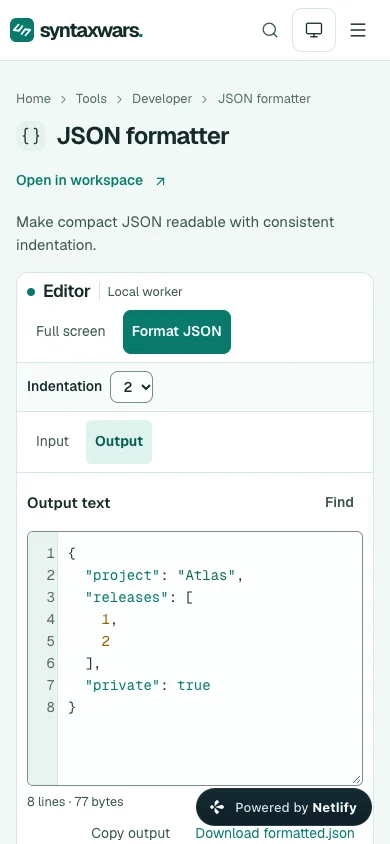 syntaxwars.
Home > Tools > Developer > JSON formatter
{ } JSON formatter
Open in workspace ↗
Make compact JSON readable with consistent
indentation.
Editor | Local worker
Full screen Format JSON
Indentation 2
Input Output
Output text Find
1 {
2   "project": "Atlas",
3   "releases": [
4     1,
5     2
6   ],
7   "private": true
8 }
8 lines · 77 bytes
Powered by Netlify
Copy output Download formatted.json